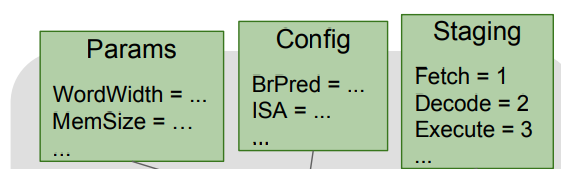 Params
WordWidth = ...
MemSize = ...
...
Config
BrPred = ...
ISA = ...
...
Staging
Fetch = 1
Decode = 2
Execute = 3
...